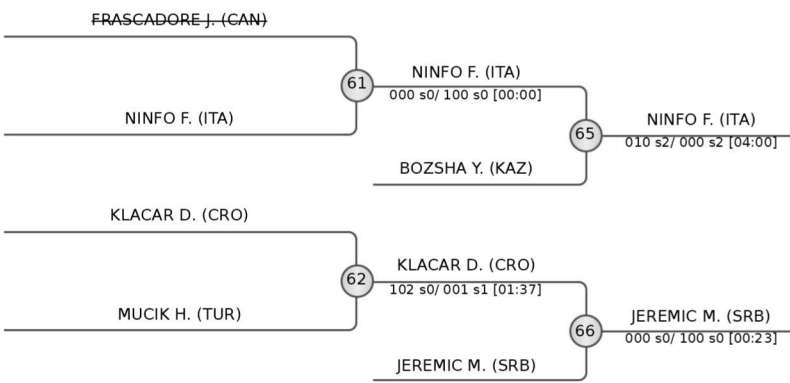 FRASCADORE J. (CAN)
61
NINFO F. (ITA)
000 s0/ 100 s0 [00:00]
NINFO F. (ITA)
65
NINFO F. (ITA)
010 s2/ 000 s2 [04:00]
BOZSHA Y. (KAZ)
KLACAR D. (CRO)
62
KLACAR D. (CRO)
102 s0/ 001 s1 [01:37]
MUCIK H. (TUR)
66
JEREMIC M. (SRB)
000 s0/ 100 s0 [00:23]
JEREMIC M. (SRB)